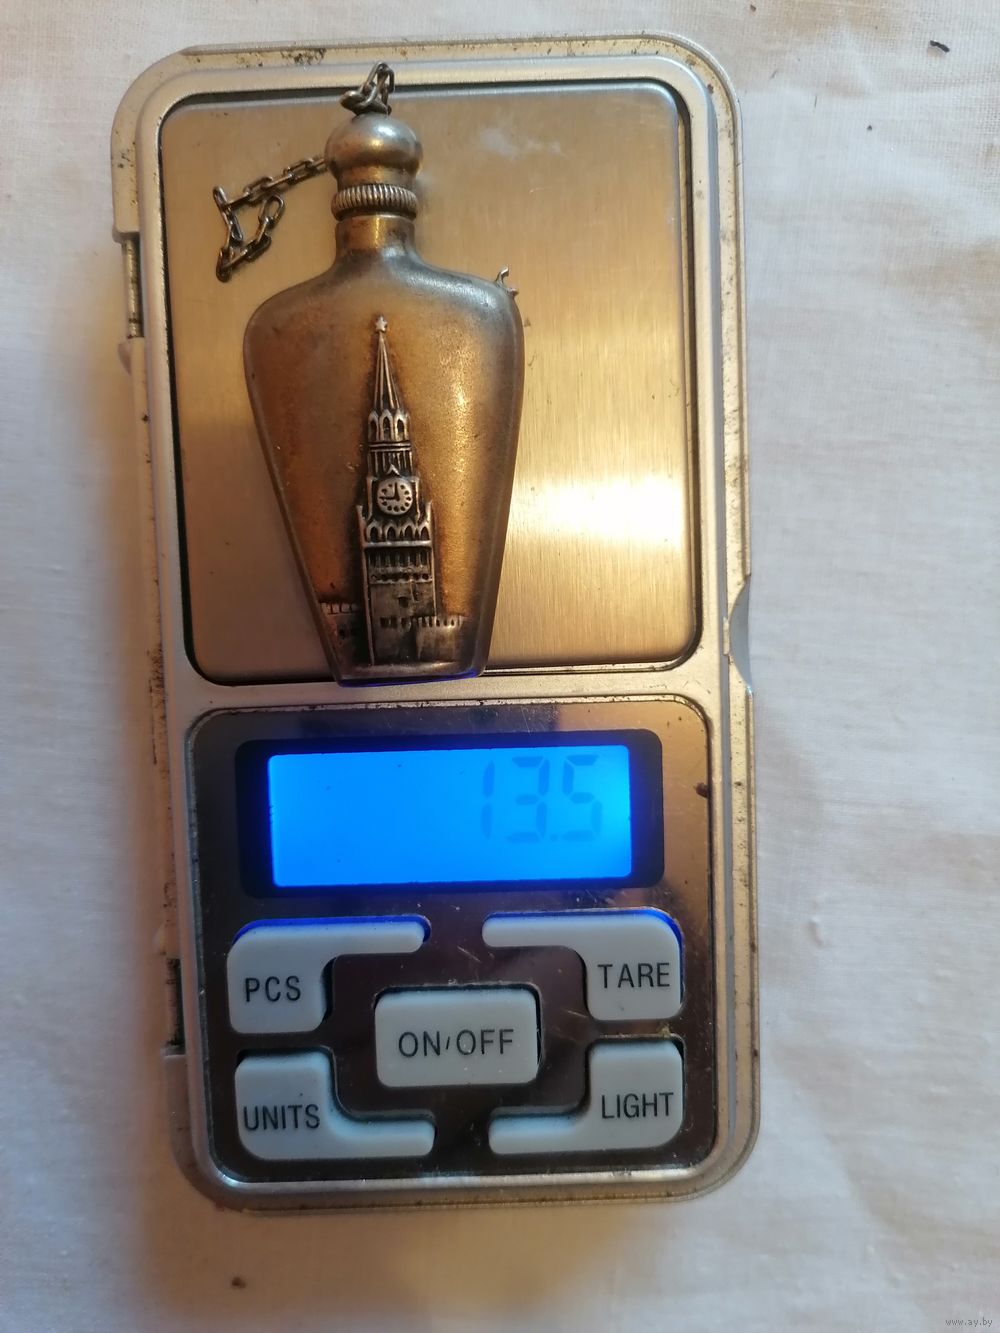 13.5
PCS
TARE
ON/OFF
UNITS
LIGHT
www.ay.by